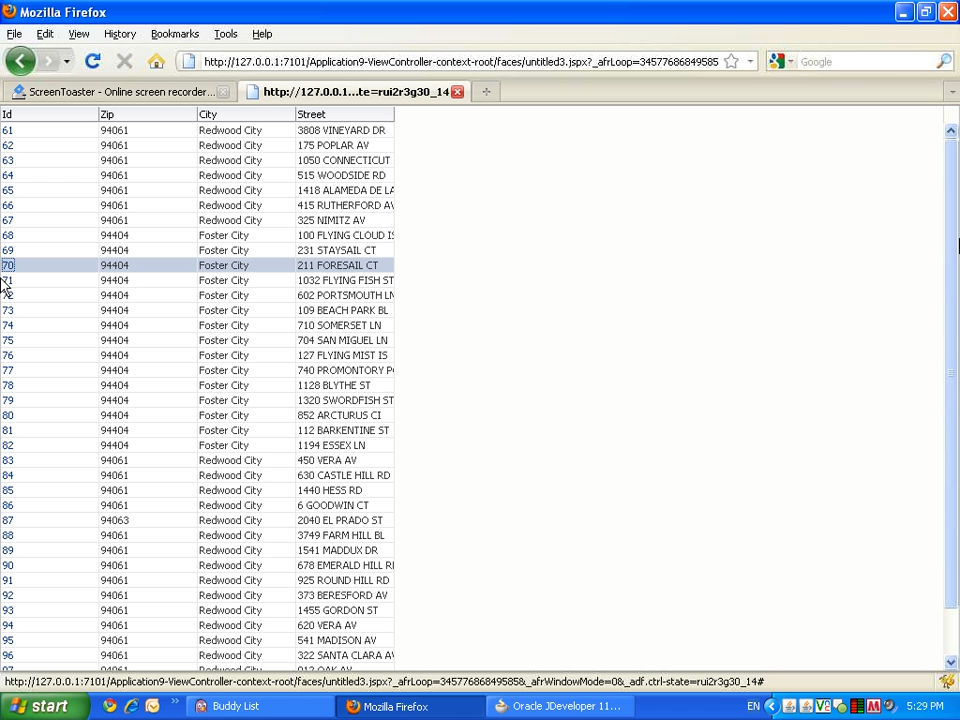 Mozilla Firefox
File Edit View History Bookmarks Tools Help
http://127.0.0.1:7101/Application9-ViewController-context-root/faces/untitled3.jspx?_afrLoop=34577686849585 Google
ScreenToaster - Online screen recorder... http://127.0.0.1...te=rui2r3g30_14
Id Zip City Street
61 94061 Redwood City 3808 VINEYARD DR
62 94061 Redwood City 175 POPLAR AV
63 94061 Redwood City 1050 CONNECTICUT
64 94061 Redwood City 515 WOODSIDE RD
65 94061 Redwood City 1418 ALAMEDA DE LA
66 94061 Redwood City 415 RUTHERFORD AV
67 94061 Redwood City 325 NIMITZ AV
68 94404 Foster City 100 FLYING CLOUD IS
69 94404 Foster City 231 STAYSAIL CT
70 94404 Foster City 211 FORESAIL CT
71 94404 Foster City 1032 FLYING FISH ST
72 94404 Foster City 602 PORTSMOUTH LN
73 94404 Foster City 109 BEACH PARK BL
74 94404 Foster City 710 SOMERSET LN
75 94404 Foster City 704 SAN MIGUEL LN
76 94404 Foster City 127 FLYING MIST IS
77 94404 Foster City 740 PROMONTORY P
78 94404 Foster City 1128 BLYTHE ST
79 94404 Foster City 1320 SWORDFISH ST
80 94404 Foster City 852 ARCTURUS CI
81 94404 Foster City 112 BARKENTINE ST
82 94404 Foster City 1194 ESSEX LN
83 94061 Redwood City 450 VERA AV
84 94061 Redwood City 630 CASTLE HILL RD
85 94061 Redwood City 1440 HESS RD
86 94061 Redwood City 6 GOODWIN CT
87 94063 Redwood City 2040 EL PRADO ST
88 94061 Redwood City 3749 FARM HILL BL
89 94061 Redwood City 1541 MADDUX DR
90 94061 Redwood City 678 EMERALD HILL R
91 94061 Redwood City 925 ROUND HILL RD
92 94061 Redwood City 373 BERESFORD AV
93 94061 Redwood City 1455 GORDON ST
94 94061 Redwood City 620 VERA AV
95 94061 Redwood City 541 MADISON AV
96 94061 Redwood City 322 SANTA CLARA A
97 94061 Redwood City
http://127.0.0.1:7101/Application9-ViewController-context-root/faces/untitled3.jspx?_afrLoop=34577686849585&_afrWindowMode=0&_adf.ctrl-state=rui2r3g30_14#
start Buddy List Mozilla Firefox Oracle JDeveloper 11... EN 5:29 PM